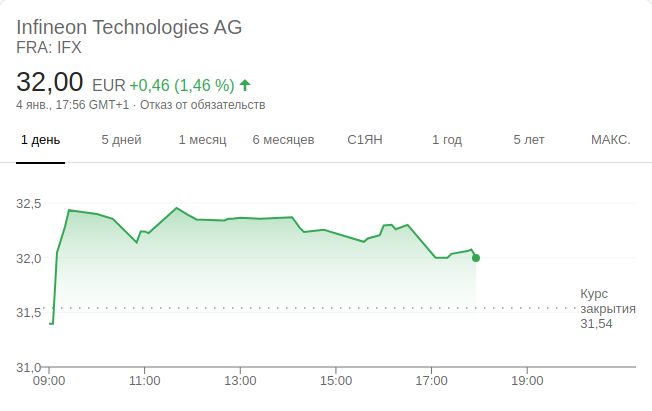 Infineon Technologies AG
FRA: IFX
32,00 EUR +0,46 (1,46 %)
4 янв., 17:56 GMT+1 · Отказ от обязательств
1 день 5 дней 1 месяц 6 месяцев С1ЯН 1 год 5 лет МАКС.
32,5
32,0
31,5
31,0
Курс
закрытия
31,54
09:00 11:00 13:00 15:00 17:00 19:00